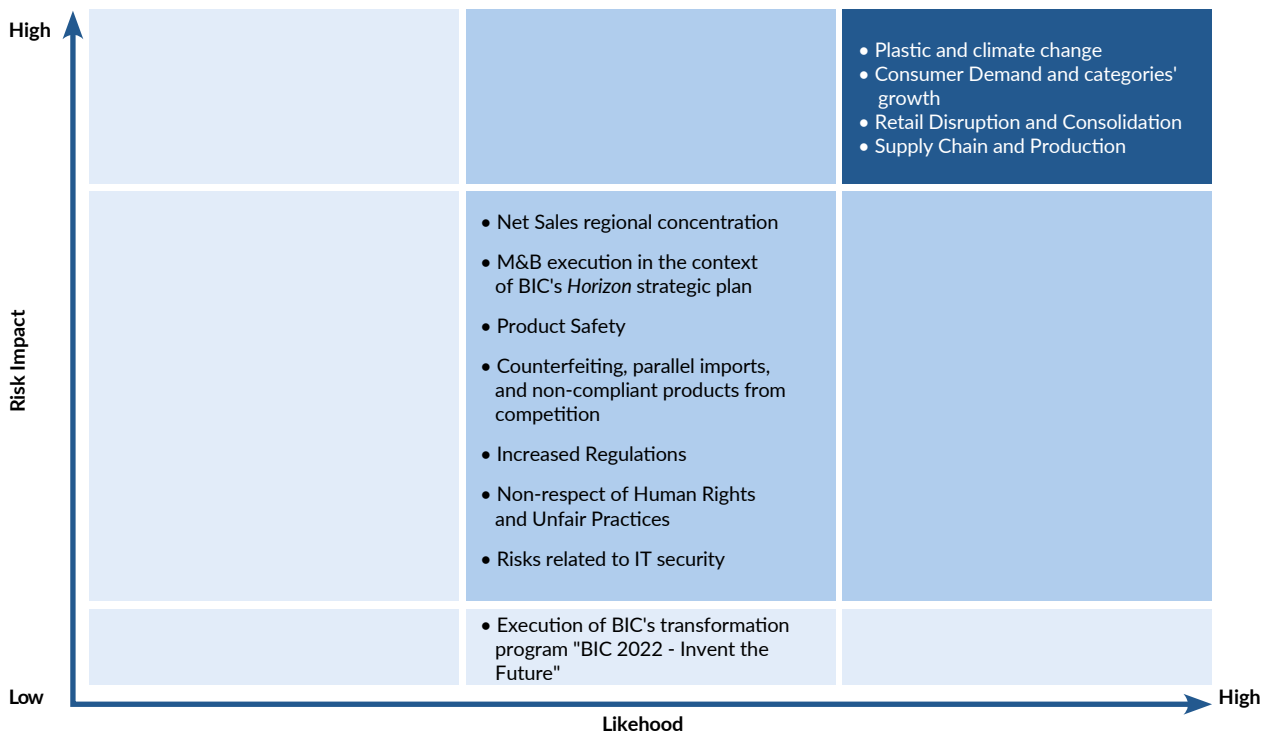 High
• Plastic and climate change
• Consumer Demand and categories'
growth
• Retail Disruption and Consolidation
• Supply Chain and Production
• Net Sales regional concentration
• M&B execution in the context
of BIC's Horizon strategic plan
• Product Safety
• Counterfeiting, parallel imports,
and non-compliant products from
competition
• Increased Regulations
• Non-respect of Human Rights
and Unfair Practices
• Risks related to IT security
Risk Impact
• Execution of BIC's transformation
program "BIC 2022 - Invent the
Future"
Low
High
Likehood